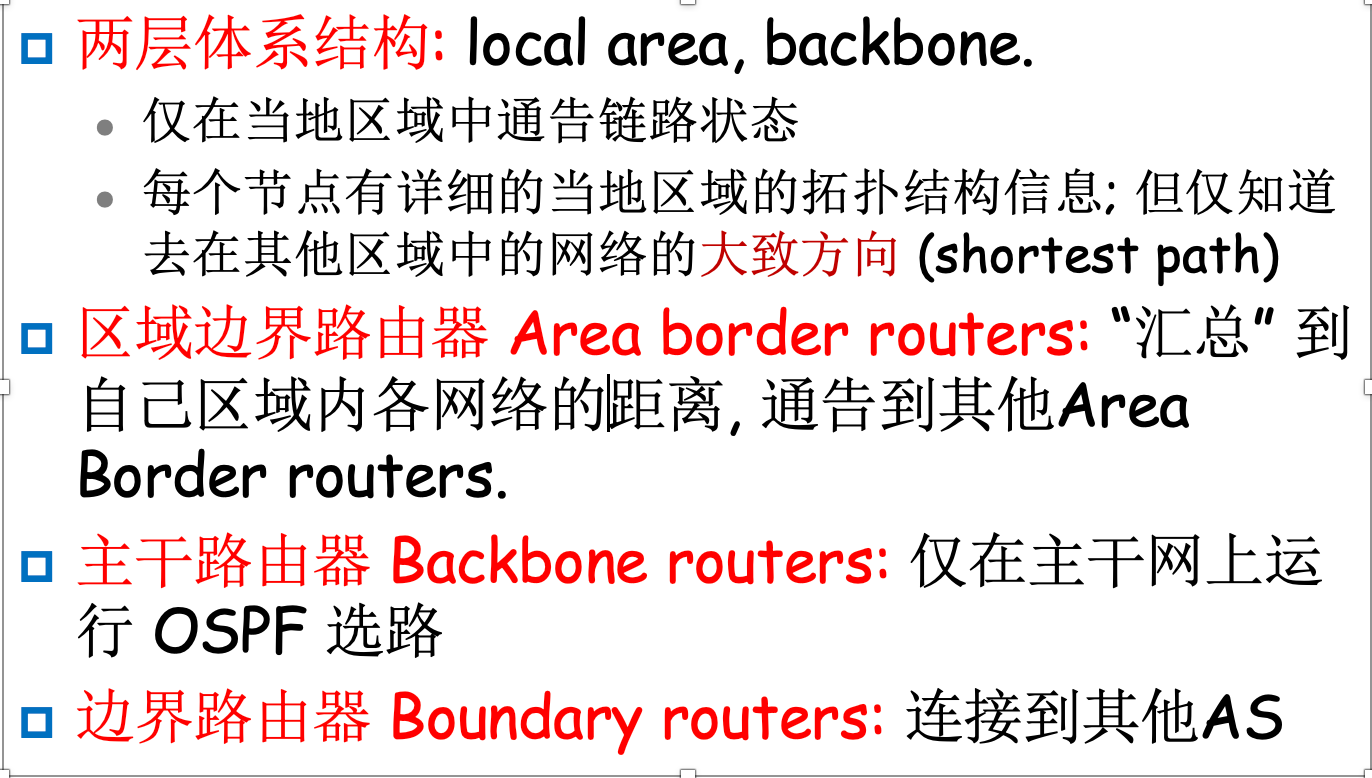 两层体系结构: local area, backbone.
仅在当地区域中通告链路状态
每个节点有详细的当地区域的拓扑结构信息; 但仅知道
去在其他区域中的网络的大致方向 (shortest path)
区域边界路由器 Area border routers: “汇总” 到
自己区域内各网络的距离, 通告到其他Area
Border routers.
主干路由器 Backbone routers: 仅在主干网上运
行 OSPF 选路
边界路由器 Boundary routers: 连接到其他AS